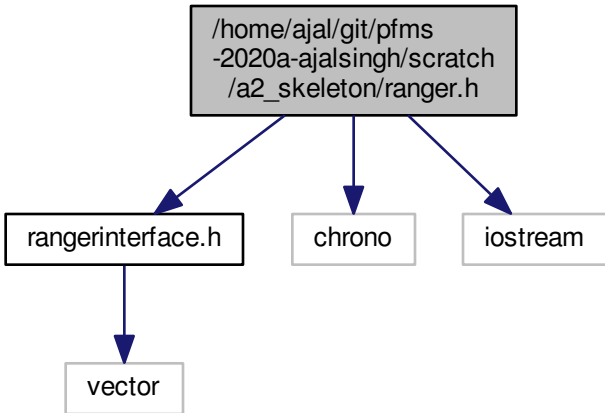 /home/ajal/git/pfms
-2020a-ajalsingh/scratch
/a2_skeleton/ranger.h
rangerinterface.h
chrono
iostream
vector